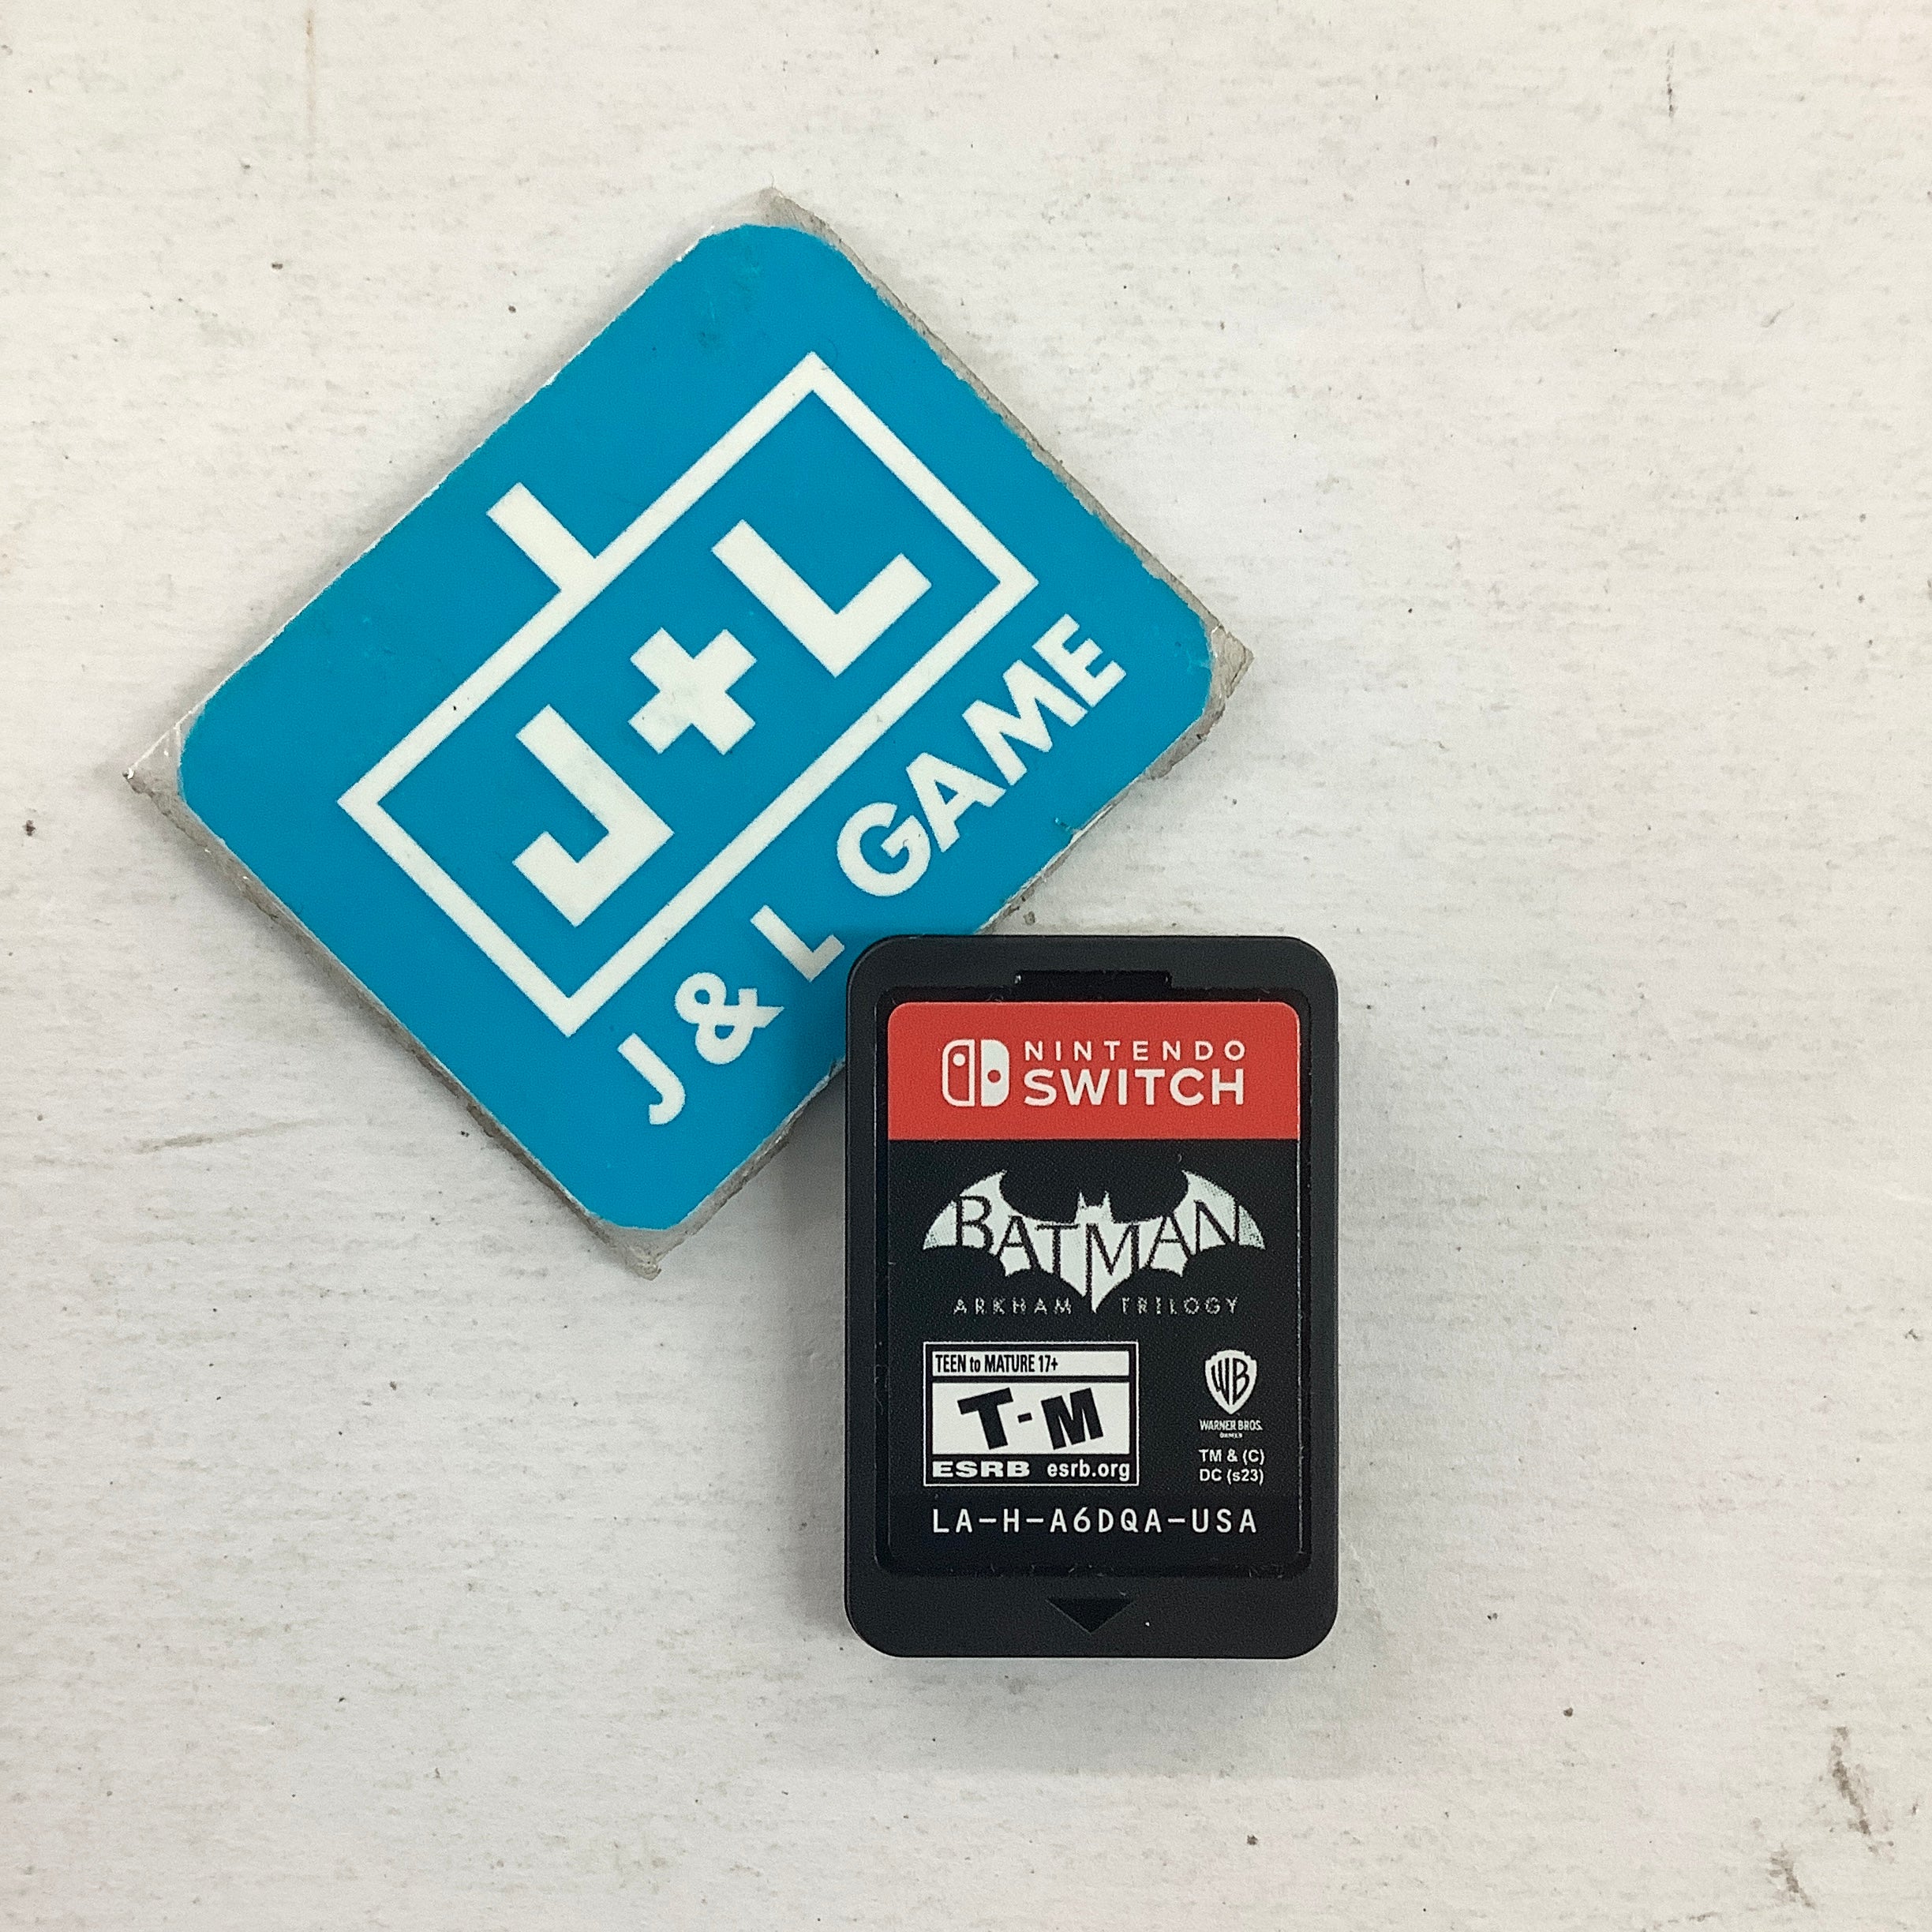 J+L
J & L GAME
NINTENDO
SWITCH
BATMAN
ARKHAM TRILOGY
TEEN to MATURE 17+
T-M
ESRB esrb.org
WB
WARNER BROS.
GAMES
TM & (C)
DC (s23)
LA-H-A6DQA-USA